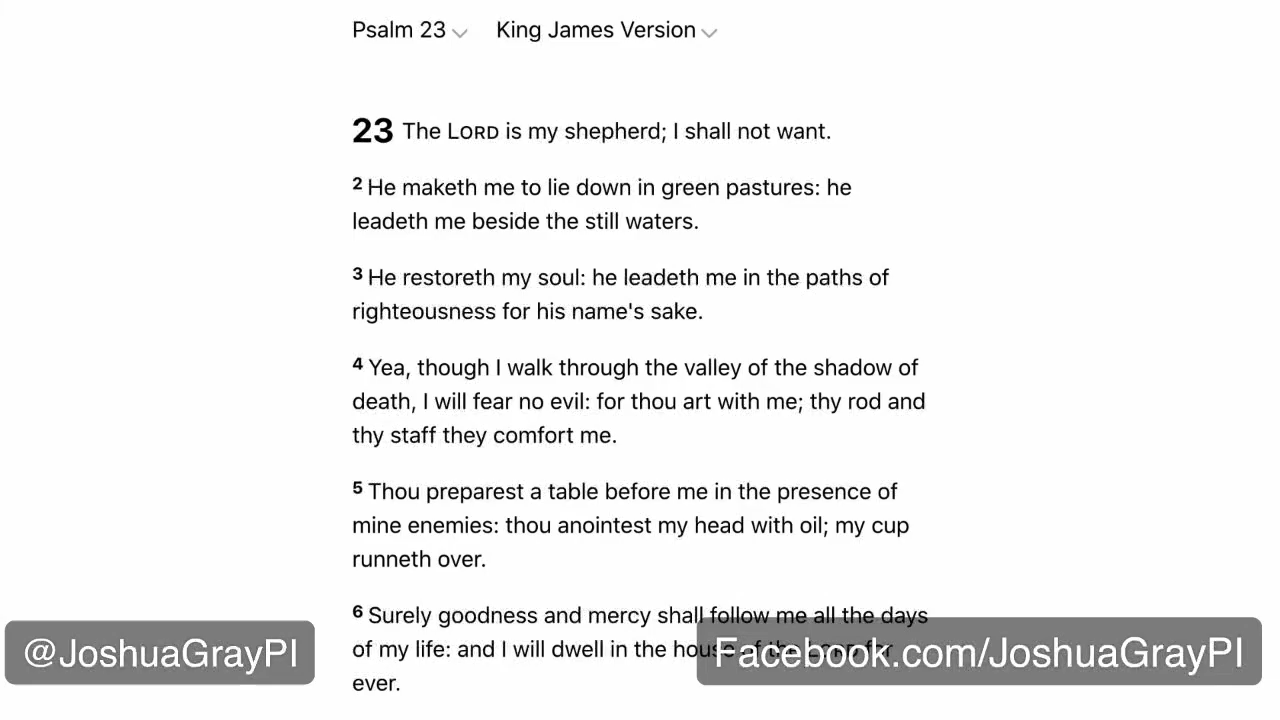 Psalm 23 King James Version
23 The LORD is my shepherd; I shall not want.
2 He maketh me to lie down in green pastures: he
leadeth me beside the still waters.
3 He restoreth my soul: he leadeth me in the paths of
righteousness for his name's sake.
4 Yea, though I walk through the valley of the shadow of
death, I will fear no evil: for thou art with me; thy rod and
thy staff they comfort me.
5 Thou preparest a table before me in the presence of
mine enemies: thou anointest my head with oil; my cup
runneth over.
6 Surely goodness and mercy shall follow me all the days
of my life: and I will dwell in the house of the LORD for
ever.
@JoshuaGrayPI
Facebook.com/JoshuaGrayPI